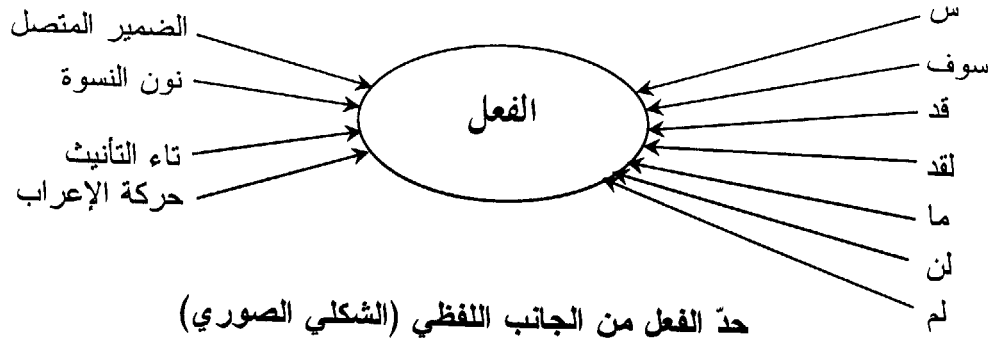 س
سوف
قد
لقد
ما
لن
لم
الفعل
الضمير المتصل
نون النسوة
تاء التأنيث
حركة الإعراب
حدّ الفعل من الجانب اللفظي (الشكلي الصوري)